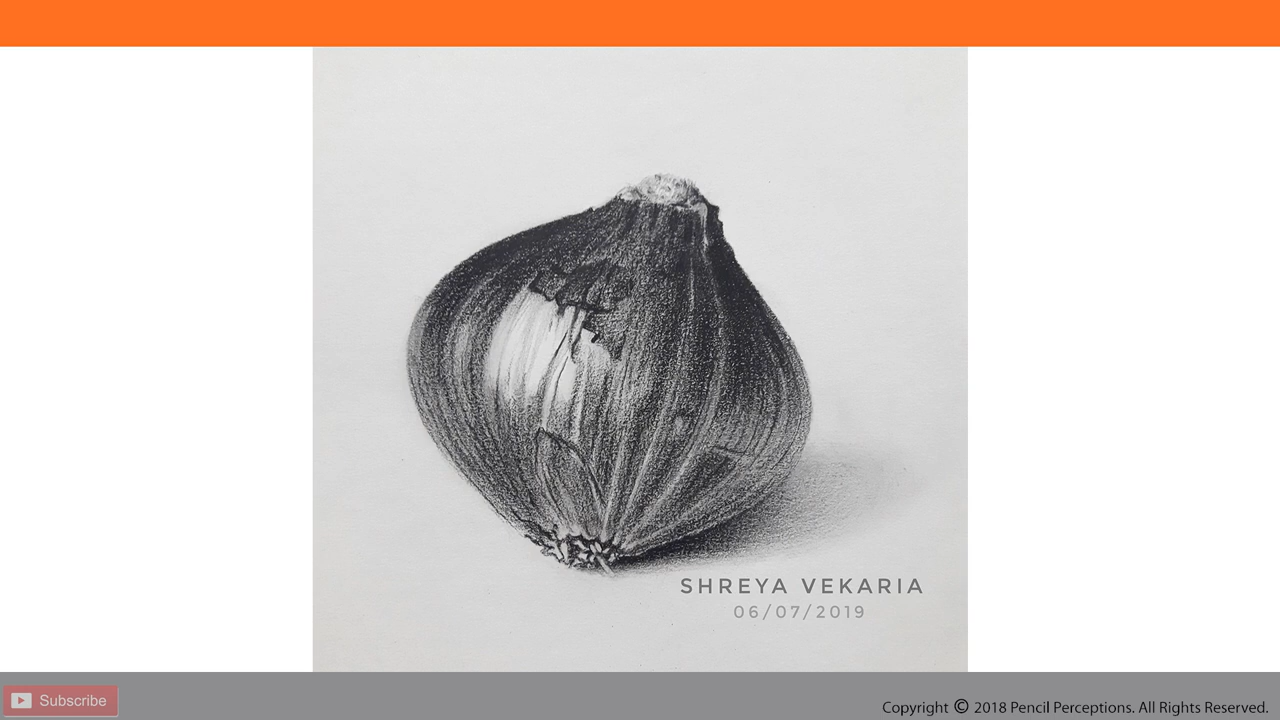 SHREYA VEKARIA
06/07/2019
Subscribe
Copyright © 2018 Pencil Perceptions. All Rights Reserved.